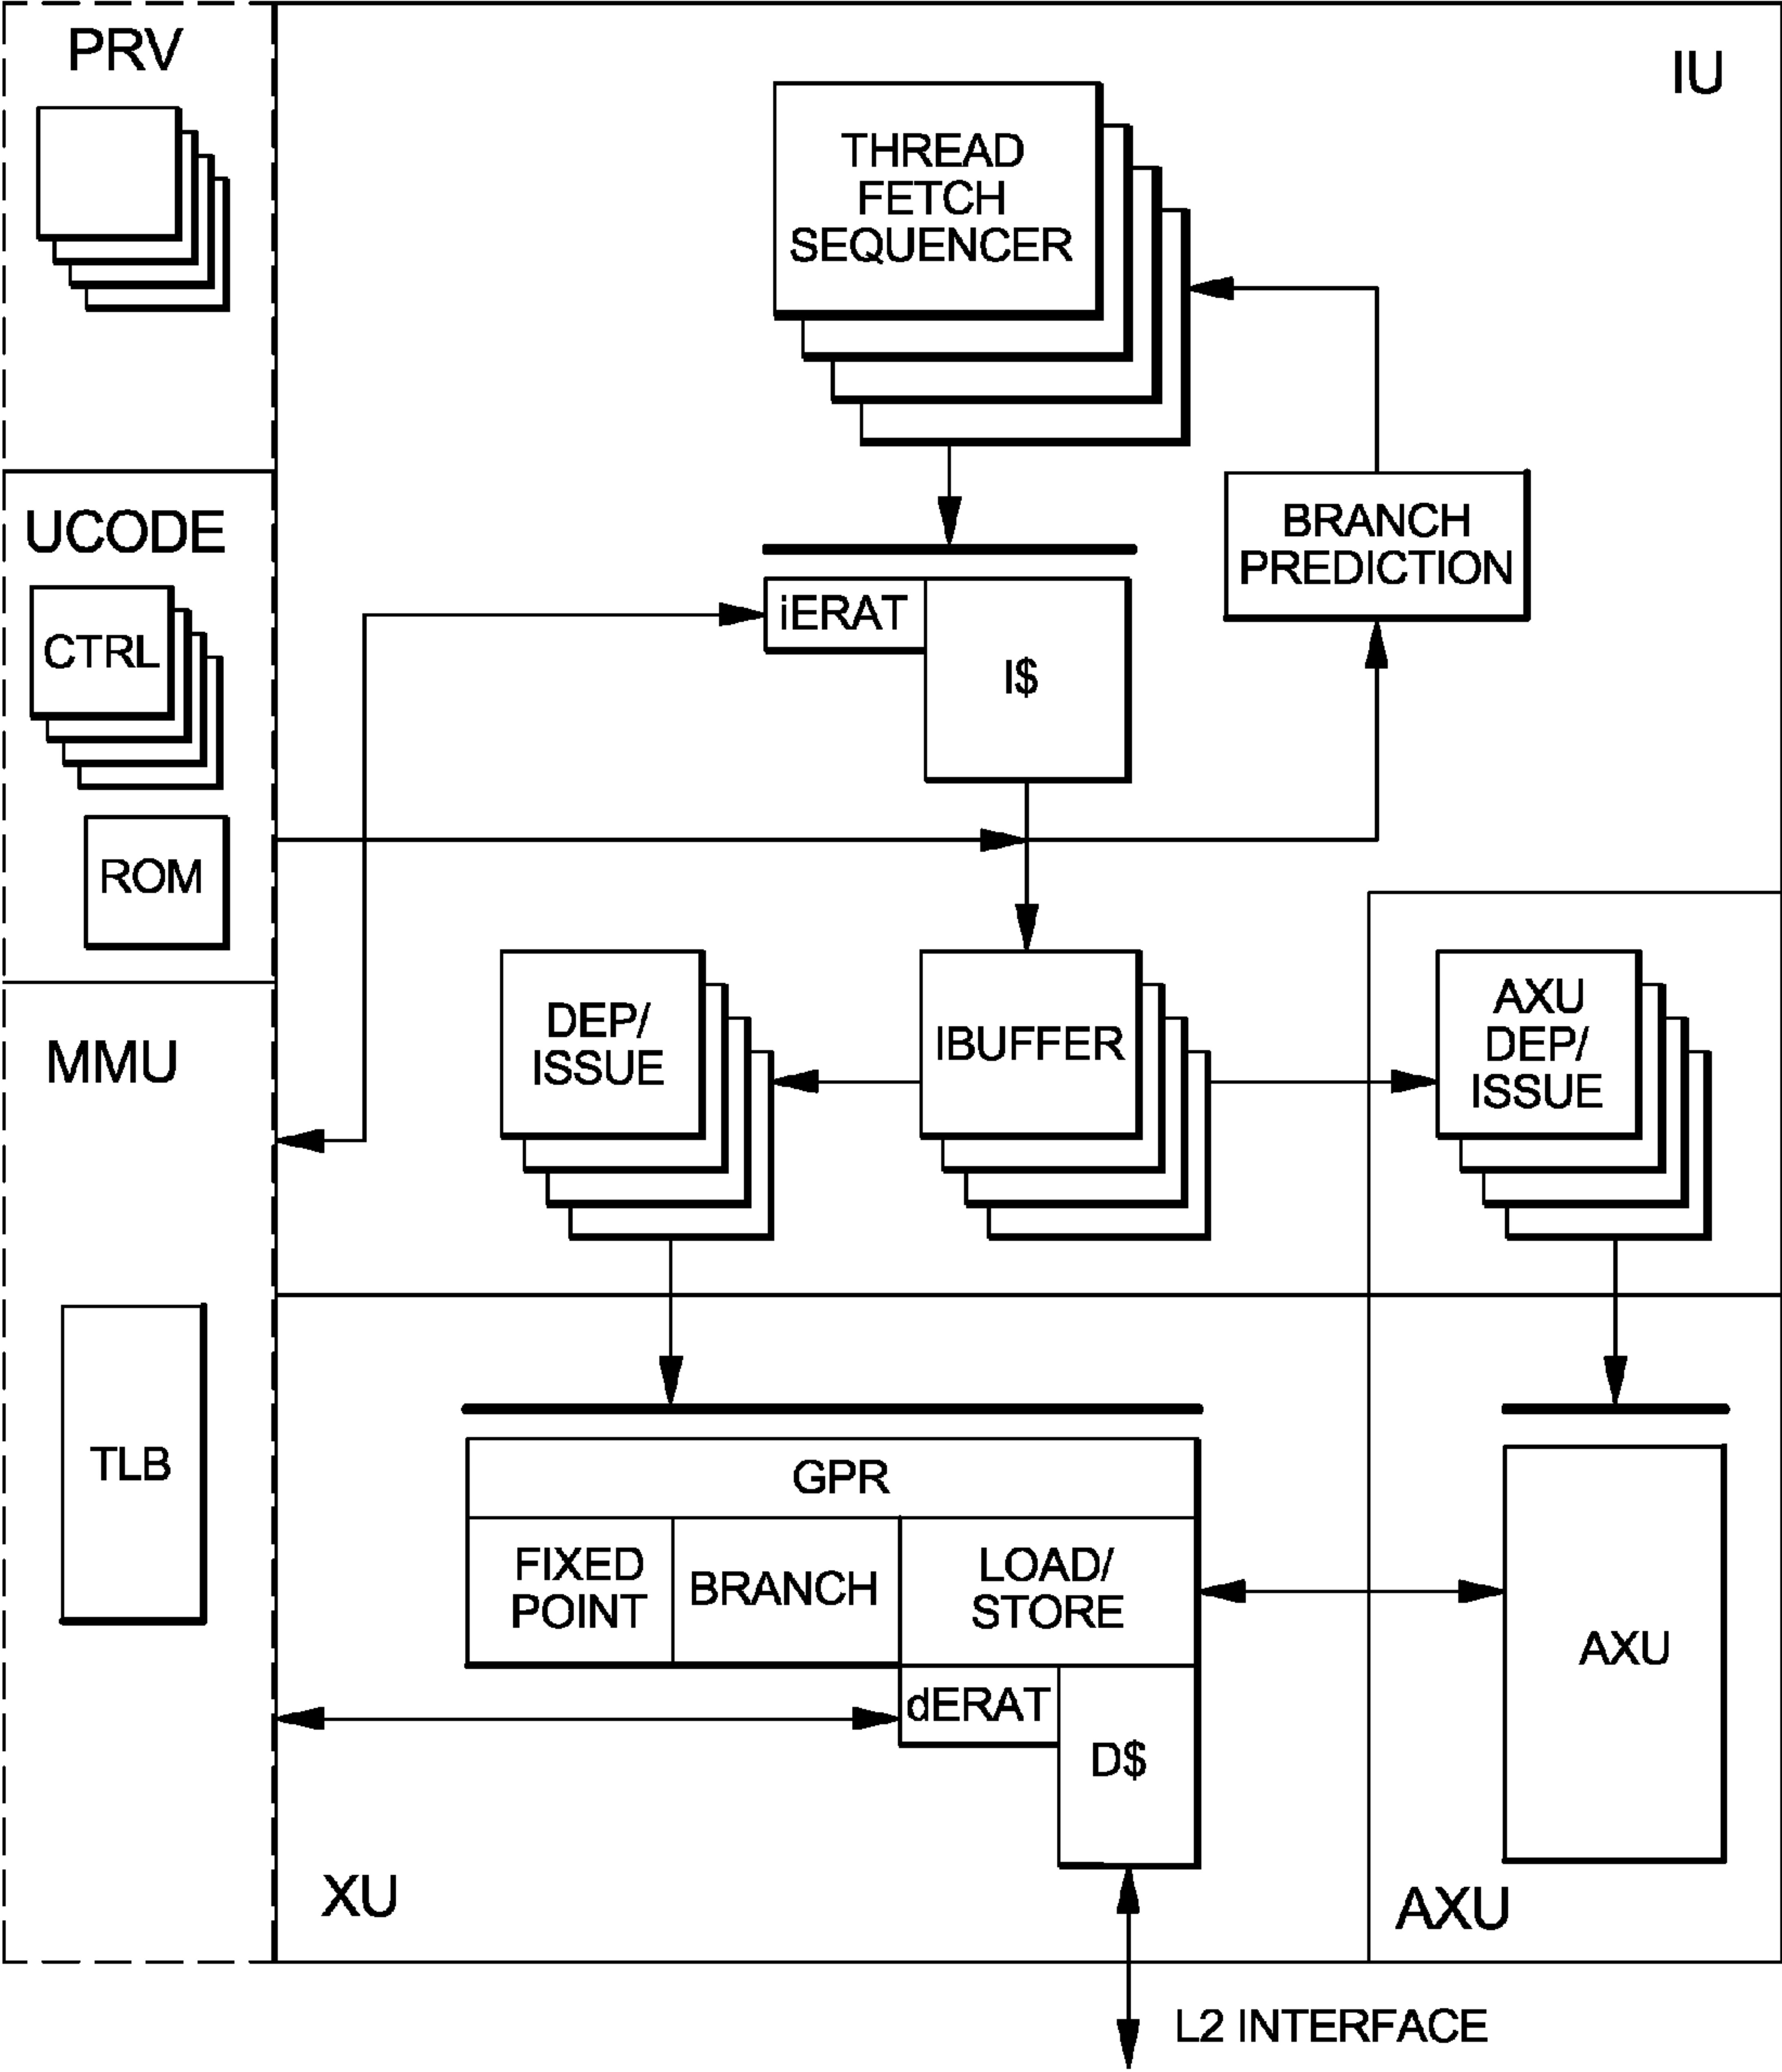 PRV
IU
THREAD
FETCH
SEQUENCER
UCODE
BRANCH
PREDICTION
CTRL
iERAT
I$
ROM
MMU
DEP/
ISSUE
IBUFFER
AXU
DEP/
ISSUE
TLB
GPR
FIXED
POINT
BRANCH
LOAD/
STORE
AXU
dERAT
D$
XU
AXU
L2 INTERFACE